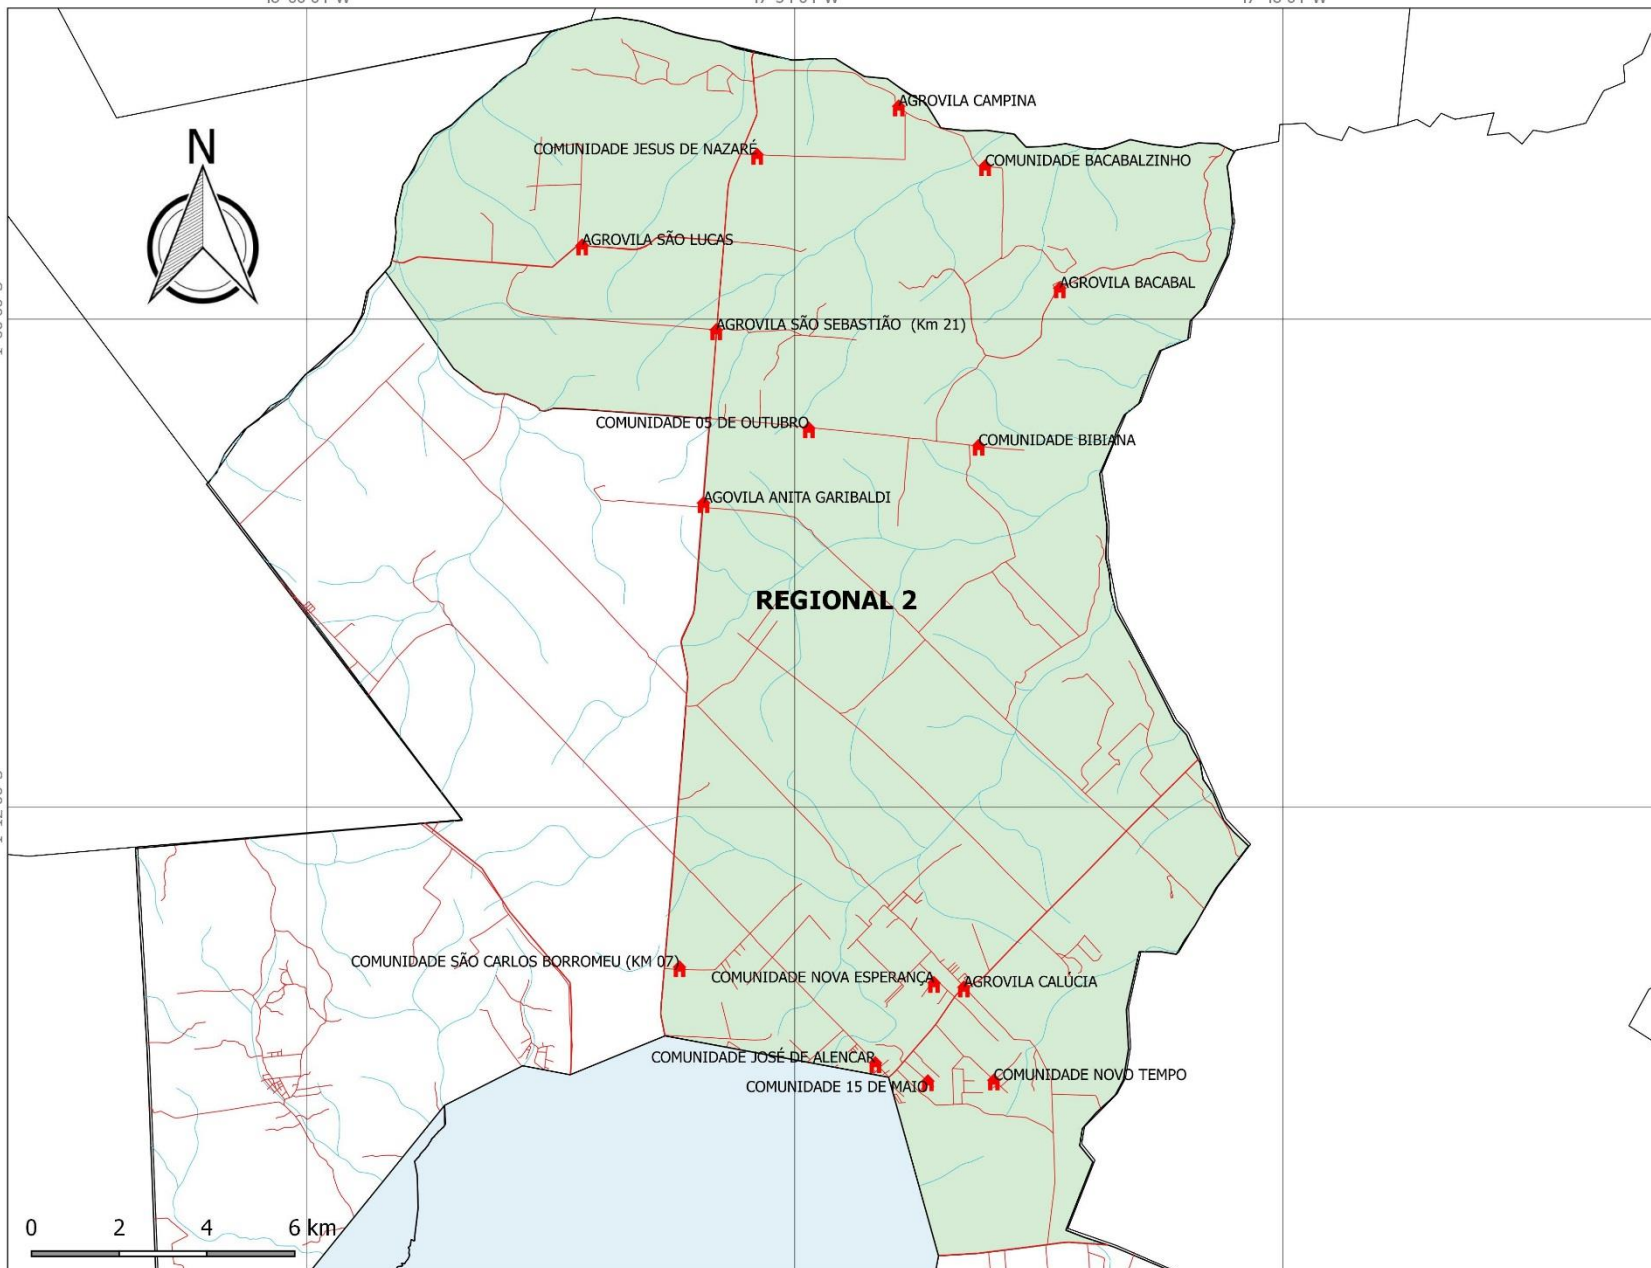 AGROVILA CAMPINA
N
COMUNIDADE JESUS DE NAZARÉ
COMUNIDADE BACABALZINHO
AGROVILA SÃO LUCAS
AGROVILA BACABAL
AGROVILA SÃO SEBASTIÃO (Km 21)
COMUNIDADE 05 DE OUTUBRO
COMUNIDADE BIBIANA
AGOVILA ANITA GARIBALDI
REGIONAL 2
COMUNIDADE SÃO CARLOS BORROMEU (KM 07)
COMUNIDADE NOVA ESPERANÇA
AGROVILA CALÚCIA
COMUNIDADE JOSÉ DE ALENCAR
COMUNIDADE NOVO TEMPO
COMUNIDADE 15 DE MAIO
0 2 4 6 km